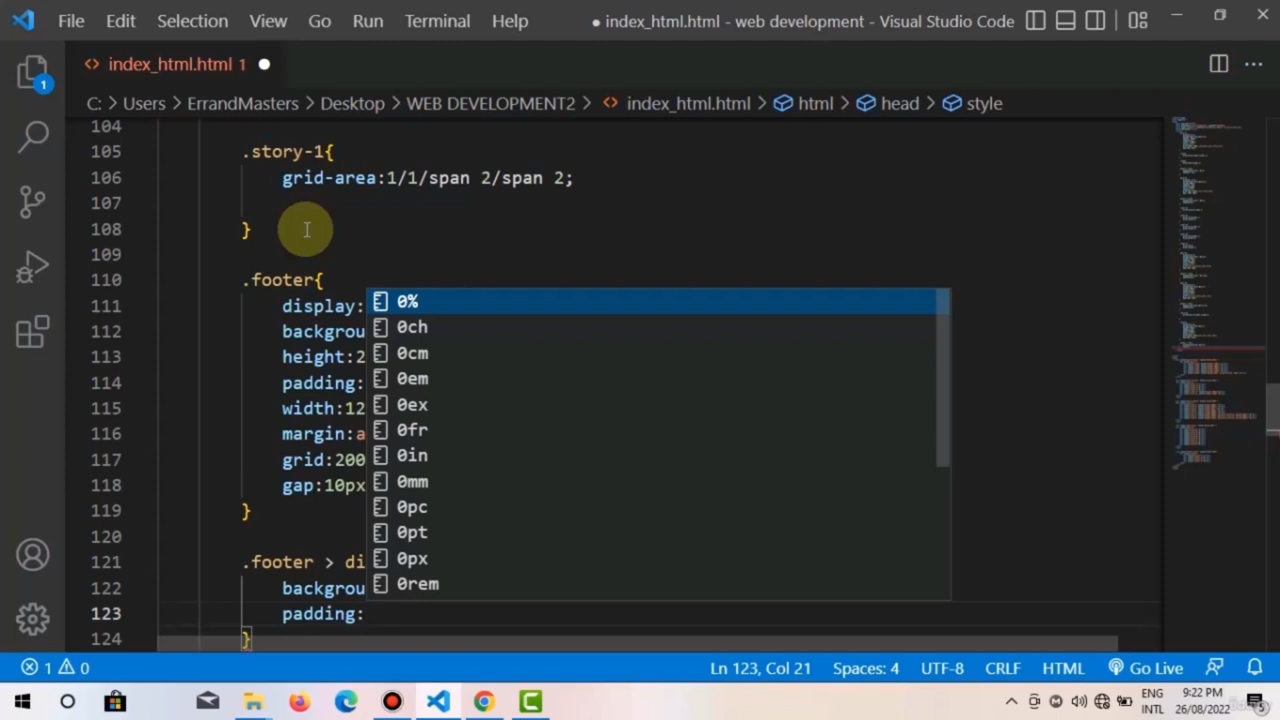 File Edit Selection View Go Run Terminal Help ● index_html.html - web development - Visual Studio Code
1
<> index_html.html 1 ●
C: > Users > ErrandMasters > Desktop > WEB DEVELOPMENT2 > <> index_html.html > html > head > style
104
105 .story-1{
106 grid-area:1/1/span 2/span 2;
107
108 }
109
110 .footer{
111 display:
112 backgrou
113 height:2
114 padding:
115 width:12
116 margin:a
117 grid:200
118 gap:10px
119 }
120
121 .footer > di
122 backgrou
123 padding:
124 }
0%
0ch
0cm
0em
0ex
0fr
0in
0mm
0pc
0pt
0px
0rem
1 0 Ln 123, Col 21 Spaces: 4 UTF-8 CRLF HTML Go Live
ENG 9:22 PM
INTL 26/08/2022 5